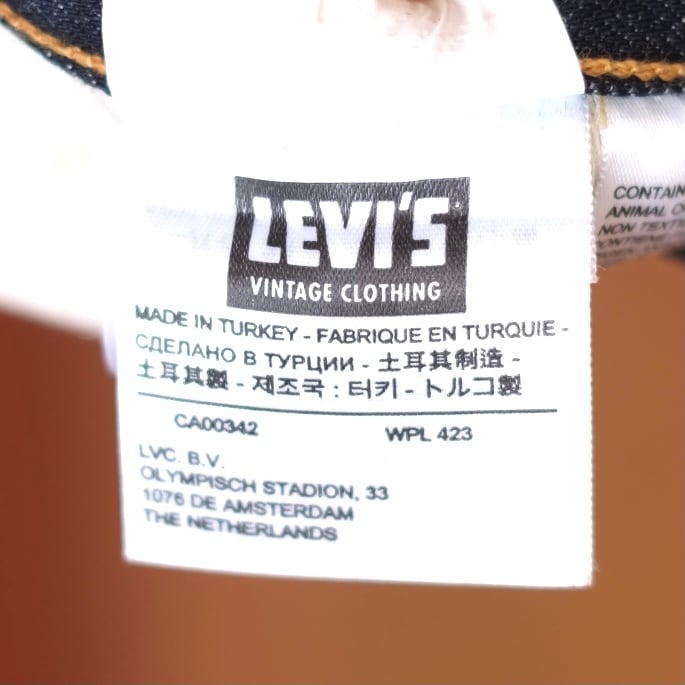 LEVI'S
VINTAGE CLOTHING
MADE IN TURKEY - FABRIQUE EN TURQUIE -
СДЕЛАНО В ТУРЦИИ - 土耳其制造 -
土耳其製 - 제조국 : 터키 - トルコ製
CA00342 WPL 423
LVC. B.V.
OLYMPISCH STADION, 33
1076 DE AMSTERDAM
THE NETHERLANDS
CONTAIN
ANIMAL O
NON TEXTI